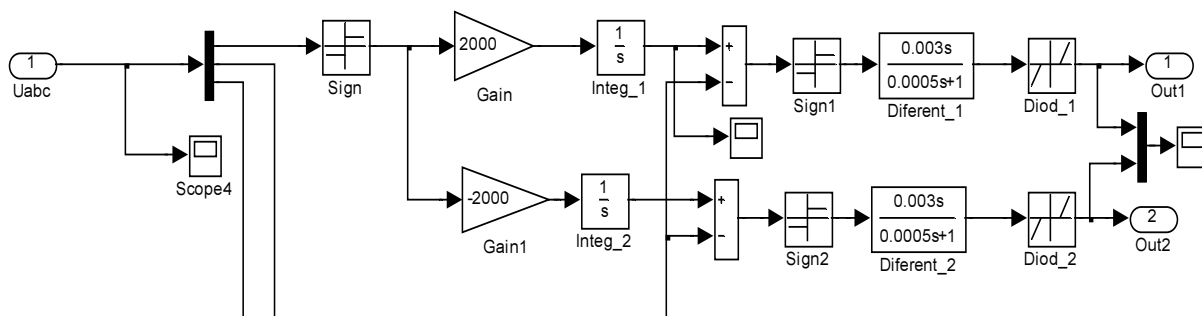 1
Uabc
Scope4
Sign
2000
Gain
1
s
Integ_1
+
-
Sign1
0.003s
0.0005s+1
Diferent_1
Diod_1
1
Out1
-2000
Gain1
1
s
Integ_2
+
-
Sign2
0.003s
0.0005s+1
Diferent_2
Diod_2
2
Out2